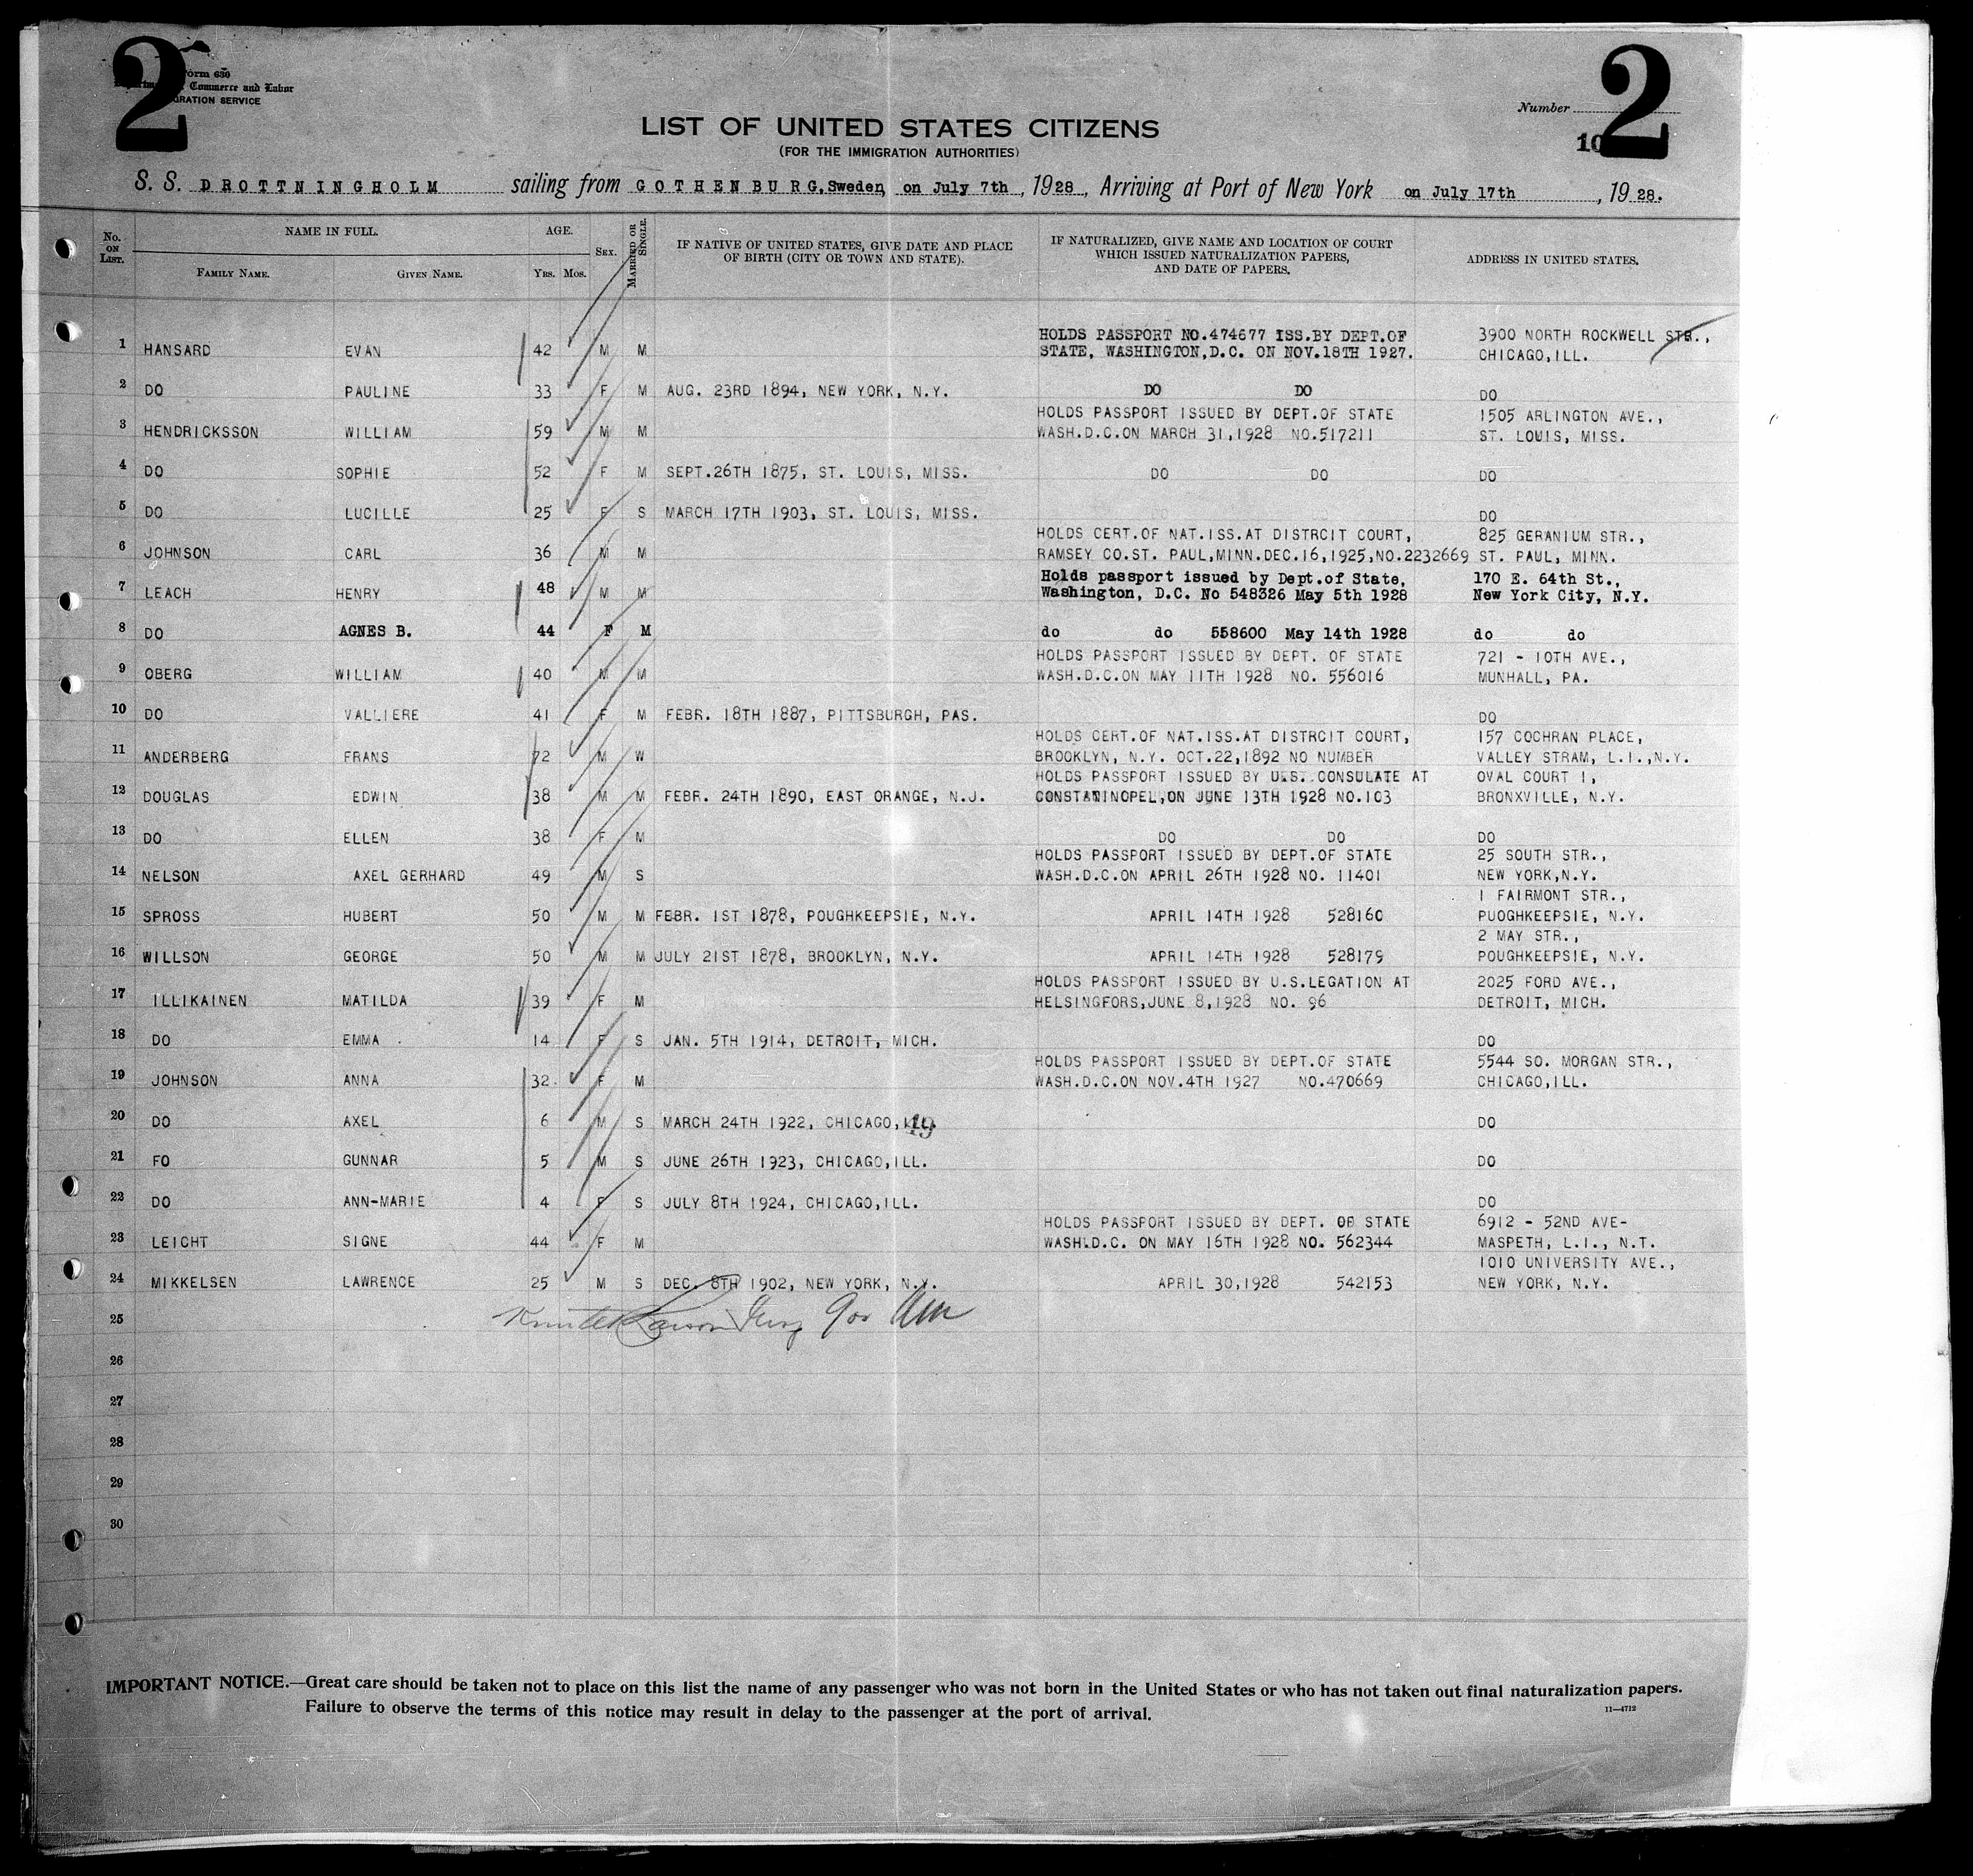 2
2
Form 630
Commerce and Labor
GRATION SERVICE
Number
10
LIST OF UNITED STATES CITIZENS
(FOR THE IMMIGRATION AUTHORITIES)
S. S. DROTTNINGHOLM sailing from GOTHENBURG, Sweden, on July 7th, 1928, Arriving at Port of New York on July 17th, 1928.
No. ON LIST. NAME IN FULL. FAMILY NAME. GIVEN NAME. AGE. YRS. MOS. SEX. MARRIED OR SINGLE. IF NATIVE OF UNITED STATES, GIVE DATE AND PLACE OF BIRTH (CITY OR TOWN AND STATE). IF NATURALIZED, GIVE NAME AND LOCATION OF COURT WHICH ISSUED NATURALIZATION PAPERS, AND DATE OF PAPERS. ADDRESS IN UNITED STATES.
HOLDS PASSPORT NO.474677 ISS.BY DEPT.OF 3900 NORTH ROCKWELL STR.,
1 HANSARD EVAN 42 M M STATE, WASHINGTON,D.C. ON NOV.18TH 1927. CHICAGO,ILL.
2 DO PAULINE 33 F M AUG. 23RD 1894, NEW YORK, N.Y. DO DO DO
HOLDS PASSPORT ISSUED BY DEPT.OF STATE 1505 ARLINGTON AVE.,
3 HENDRICKSSON WILLIAM 59 M M WASH.D.C.ON MARCH 31,1928 NO.517211 ST. LOUIS, MISS.
4 DO SOPHIE 52 F M SEPT.26TH 1875, ST. LOUIS, MISS. DO DO DO
5 DO LUCILLE 25 F S MARCH 17TH 1903, ST. LOUIS, MISS. DO
HOLDS CERT.OF NAT.ISS.AT DISTRCIT COURT, 825 GERANIUM STR.,
6 JOHNSON CARL 36 M M RAMSEY CO.ST. PAUL,MINN.DEC.16,1925,NO.2232669 ST. PAUL, MINN.
Holds passport issued by Dept.of State, 170 E. 64th St.,
7 LEACH HENRY 48 M M Washington, D.C. No 548326 May 5th 1928 New York City, N.Y.
8 DO AGNES B. 44 F M do do 558600 May 14th 1928 do do
HOLDS PASSPORT ISSUED BY DEPT. OF STATE 721 - 10TH AVE.,
9 OBERG WILLIAM 40 M M WASH.D.C.ON MAY 11TH 1928 NO. 556016 MUNHALL, PA.
10 DO VALLIERE 41 F M FEBR. 18TH 1887, PITTSBURGH, PAS. DO
HOLDS CERT.OF NAT.ISS.AT DISTRCIT COURT, 157 COCHRAN PLACE,
11 ANDERBERG FRANS 72 M W BROOKLYN, N.Y. OCT.22,1892 NO NUMBER VALLEY STRAM, L.I.,N.Y.
HOLDS PASSPORT ISSUED BY U.S. CONSULATE AT OVAL COURT 1,
12 DOUGLAS EDWIN 38 M M FEBR. 24TH 1890, EAST ORANGE, N.J. CONSTANINOPEL,ON JUNE 13TH 1928 NO.103 BRONXVILLE, N.Y.
13 DO ELLEN 38 F M DO DO DO
HOLDS PASSPORT ISSUED BY DEPT.OF STATE 25 SOUTH STR.,
14 NELSON AXEL GERHARD 49 M S WASH.D.C.ON APRIL 26TH 1928 NO. 11401 NEW YORK,N.Y.
1 FAIRMONT STR.,
15 SPROSS HUBERT 50 M M FEBR. 1ST 1878, POUGHKEEPSIE, N.Y. APRIL 14TH 1928 528160 PUOGHKEEPSIE, N.Y.
2 MAY STR.,
16 WILLSON GEORGE 50 M M JULY 21ST 1878, BROOKLYN, N.Y. APRIL 14TH 1928 528179 POUGHKEEPSIE, N.Y.
HOLDS PASSPORT ISSUED BY U.S.LEGATION AT 2025 FORD AVE.,
17 ILLIKAINEN MATILDA 39 F M HELSINGFORS,JUNE 8,1928 NO. 96 DETROIT, MICH.
18 DO EMMA 14 F S JAN. 5TH 1914, DETROIT, MICH. DO
HOLDS PASSPORT ISSUED BY DEPT.OF STATE 5544 SO. MORGAN STR.,
19 JOHNSON ANNA 32 F M WASH.D.C.ON NOV.4TH 1927 NO.470669 CHICAGO,ILL.
20 DO AXEL 6 M S MARCH 24TH 1922, CHICAGO,ILL. 49 DO
21 FO GUNNAR 5 M S JUNE 26TH 1923, CHICAGO,ILL. DO
22 DO ANN-MARIE 4 F S JULY 8TH 1924, CHICAGO,ILL. DO
HOLDS PASSPORT ISSUED BY DEPT. OF STATE 6912 - 52ND AVE-
23 LEICHT SIGNE 44 F M WASH.D.C. ON MAY 16TH 1928 NO. 562344 MASPETH, L.I., N.T.
1010 UNIVERSITY AVE.,
24 MIKKELSEN LAWRENCE 25 M S DEC. 8TH 1902, NEW YORK, N.Y. APRIL 30,1928 542153 NEW YORK, N.Y.
25
26
27
28
29
30
IMPORTANT NOTICE.—Great care should be taken not to place on this list the name of any passenger who was not born in the United States or who has not taken out final naturalization papers.
Failure to observe the terms of this notice may result in delay to the passenger at the port of arrival.
11—4712